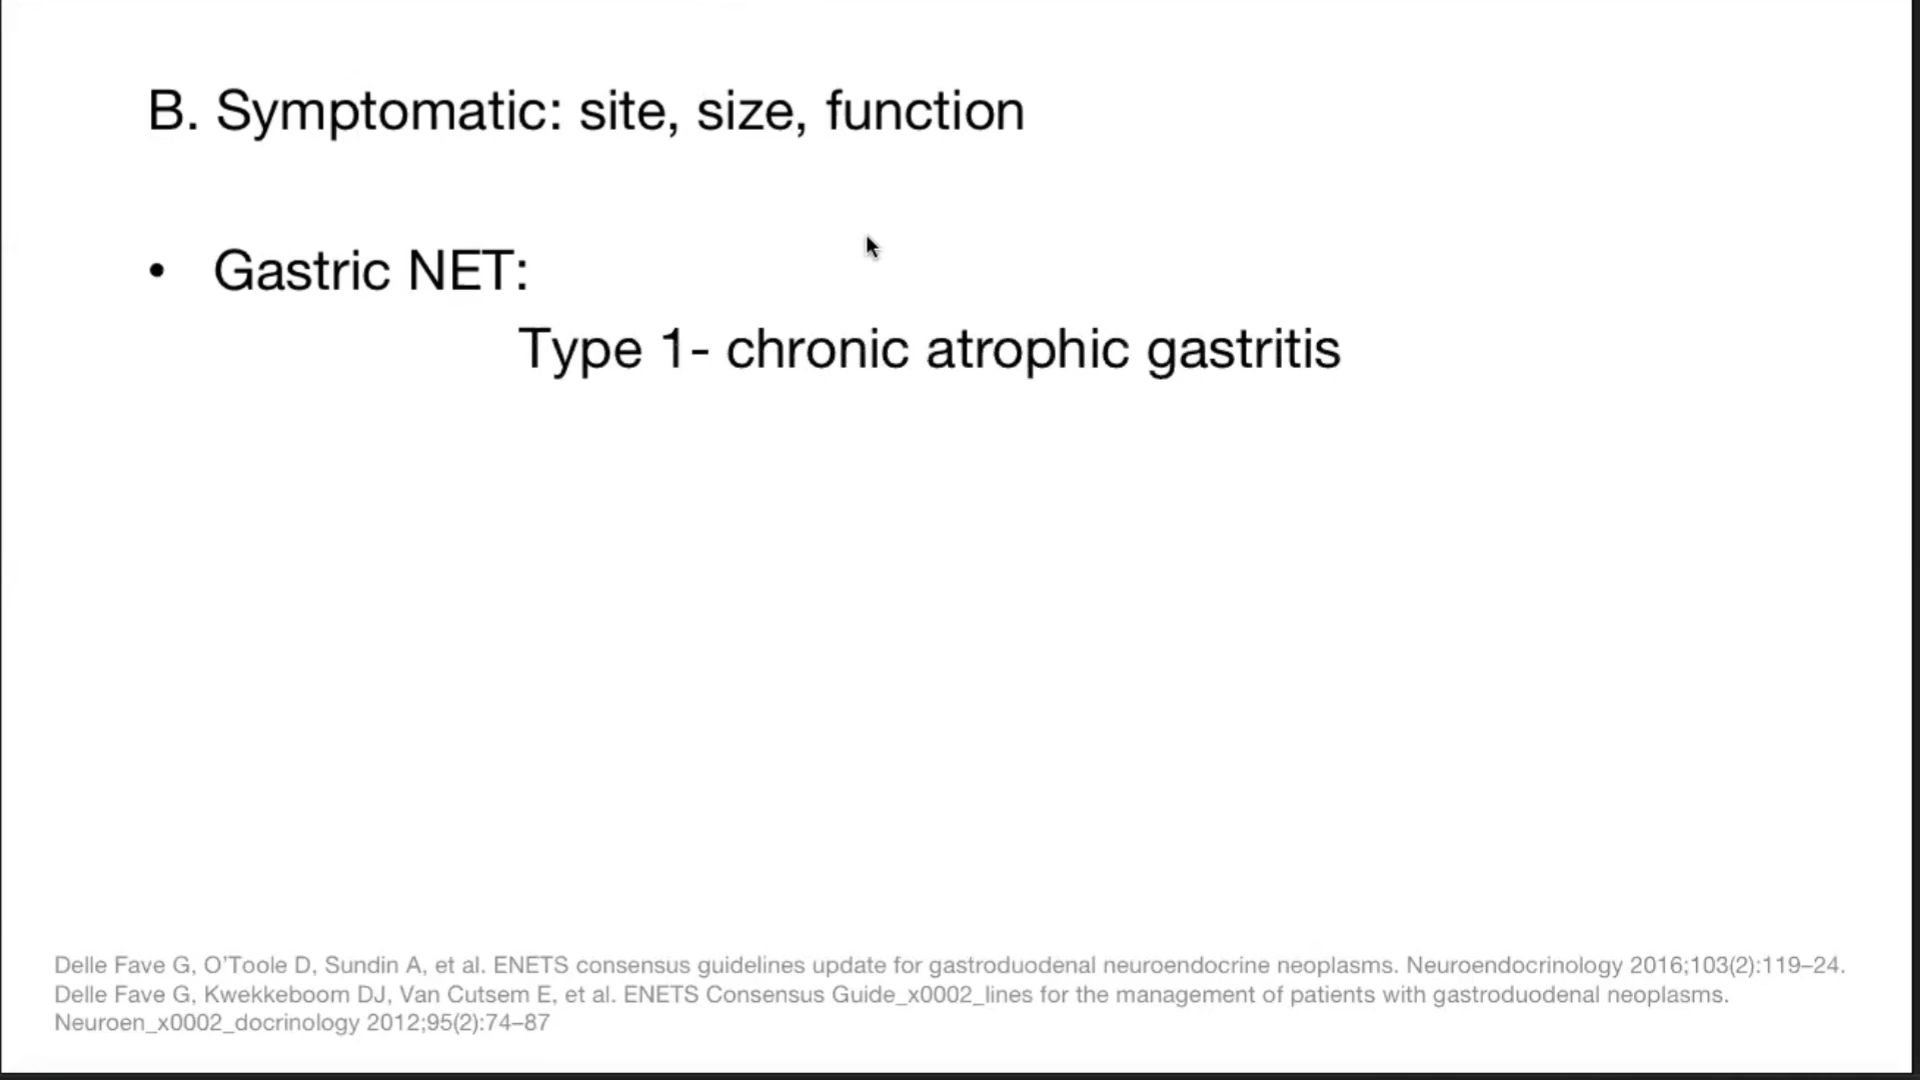 B. Symptomatic: site, size, function
• Gastric NET:
Type 1- chronic atrophic gastritis
Delle Fave G, O’Toole D, Sundin A, et al. ENETS consensus guidelines update for gastroduodenal neuroendocrine neoplasms. Neuroendocrinology 2016;103(2):119–24.
Delle Fave G, Kwekkeboom DJ, Van Cutsem E, et al. ENETS Consensus Guide_x0002_lines for the management of patients with gastroduodenal neoplasms.
Neuroen_x0002_docrinology 2012;95(2):74–87